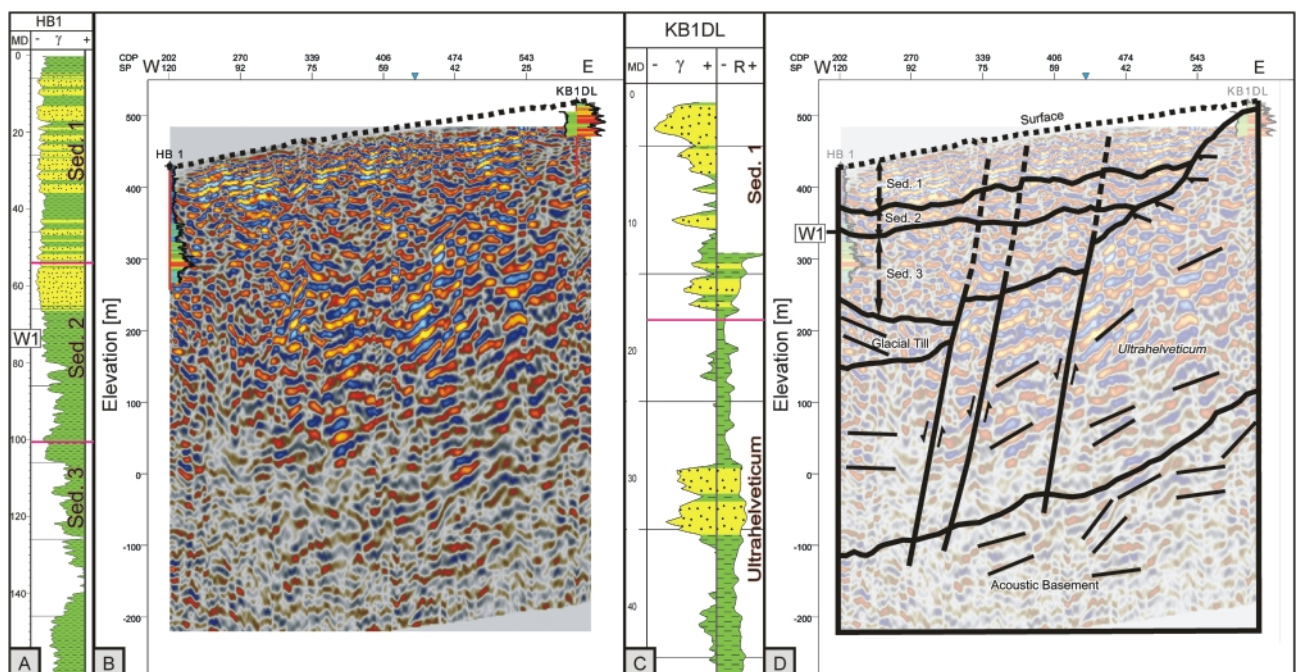 HB1
MD - γ +
0
20
40
60
W1
80
100
120
140
Sed. 1
Sed. 2
Sed. 3
A
CDP 202 270 339 406 474 543
SP 120 92 75 59 42 25
W E
KB1DL
HB 1
500
400
300
200
100
0
-100
-200
Elevation [m]
B
KB1DL
MD - γ + - R +
0
10
20
30
40
Sed. 1
Ultrahelveticum
C
CDP 202 270 339 406 474 543
SP 120 92 75 59 42 25
W E
KB1DL
Surface
HB 1
500
400
W1
300
200
100
0
-100
-200
Elevation [m]
Sed. 1
Sed. 2
Sed. 3
Glacial Till
Ultrahelveticum
Acoustic Basement
D